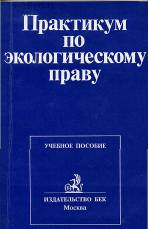 Практикум
по
экологическому
праву
УЧЕБНОЕ ПОСОБИЕ
ИЗДАТЕЛЬСТВО БЕК
Москва